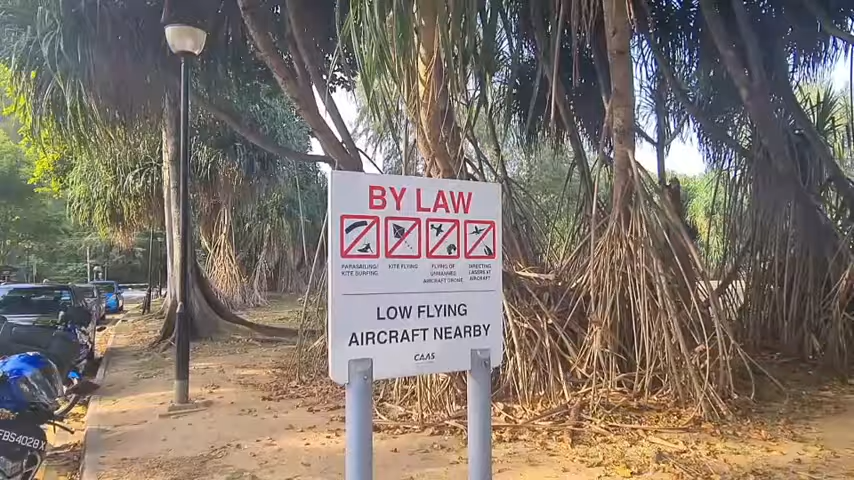 BY LAW
PARASAILING/ KITE FLYING FLYING OF DIRECTING
KITE SURFING UNMANNED LASERS AT
AIRCRAFT/ DRONE AIRCRAFT
LOW FLYING
AIRCRAFT NEARBY
CAAS
FBQ8028